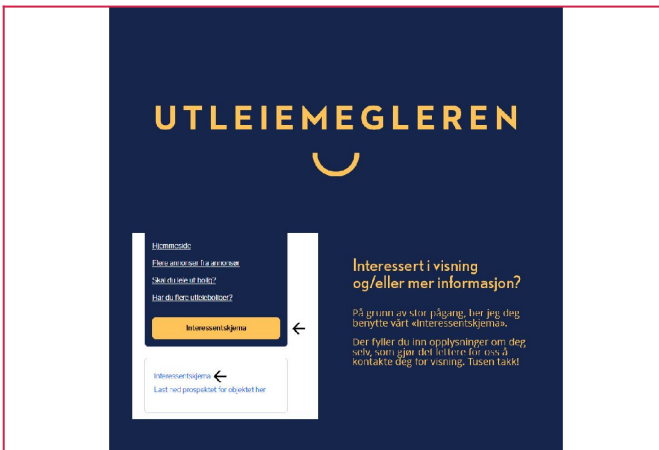 UTLEIEMEGLEREN
Hjemmeside
Flere annonser fra annonsør
Skal du leie ut bolig?
Har du flere utleieboliger?
Interessentskjema
Interessentskjema
Last ned prospektet for objektet her
Interessert i visning
og/eller mer informasjon?
På grunn av stor pågang, ber jeg deg
benytte vårt «Interessentskjema».
Der fyller du inn opplysninger om deg
selv, som gjør det lettere for oss å
kontakte deg for visning. Tusen takk!